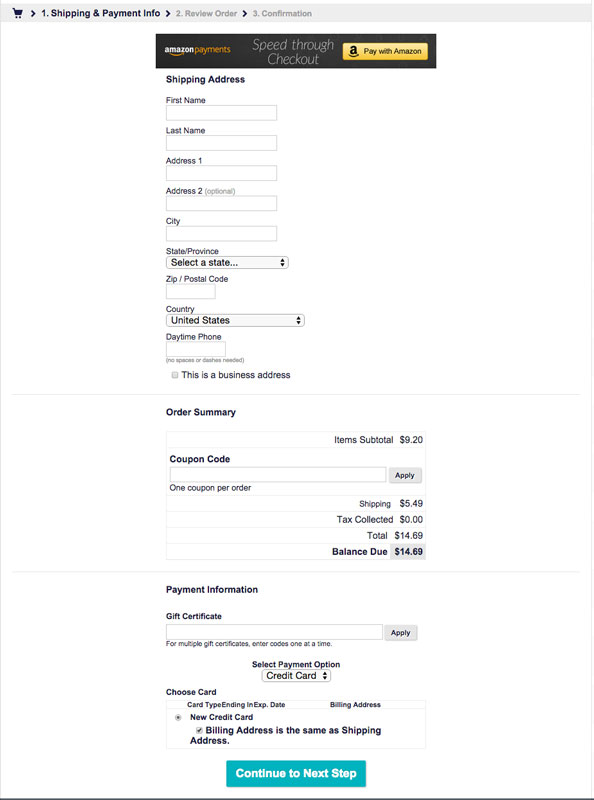 1. Shipping & Payment Info 2. Review Order 3. Confirmation
amazonpayments Speed through Checkout a Pay with Amazon
Shipping Address
First Name
Last Name
Address 1
Address 2 (optional)
City
State/Province
Select a state...
Zip / Postal Code
Country
United States
Daytime Phone
(no spaces or dashes needed)
This is a business address
Order Summary
Items Subtotal $9.20
Coupon Code
Apply
One coupon per order
Shipping $5.49
Tax Collected $0.00
Total $14.69
Balance Due $14.69
Payment Information
Gift Certificate
Apply
For multiple gift certificates, enter codes one at a time.
Select Payment Option
Credit Card
Choose Card
Card Type Ending In Exp. Date Billing Address
New Credit Card
Billing Address is the same as Shipping
Address.
Continue to Next Step